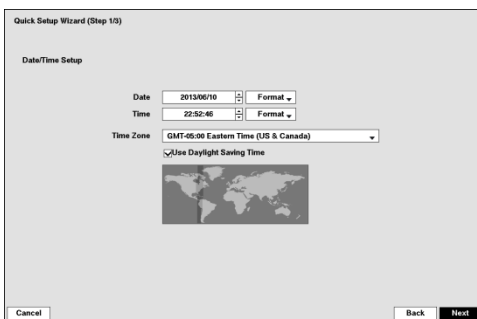 Quick Setup Wizard (Step 1/3)
Date/Time Setup
Date 2013/06/10 Format
Time 22:52:46 Format
Time Zone GMT-05:00 Eastern Time (US & Canada)
Use Daylight Saving Time
Cancel Back Next